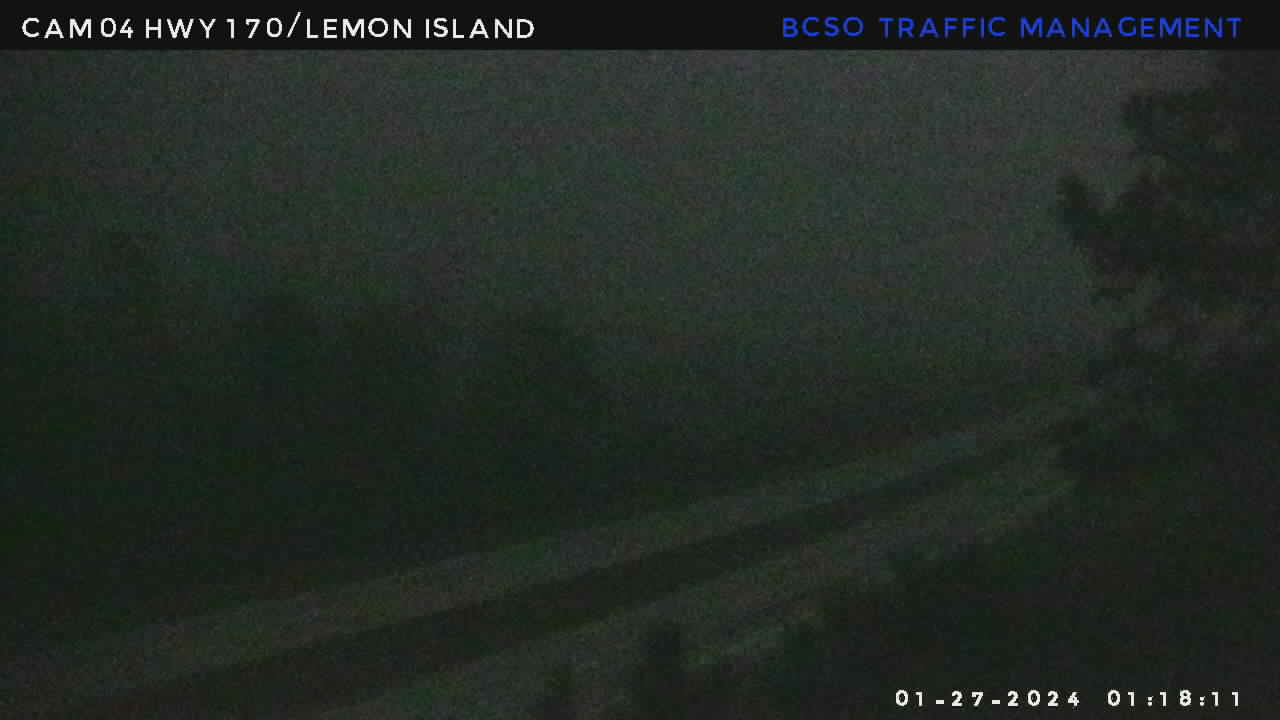 CAM04 HWY 170/LEMON ISLAND
BCSO TRAFFIC MANAGEMENT
01-27-2024 01:18:11